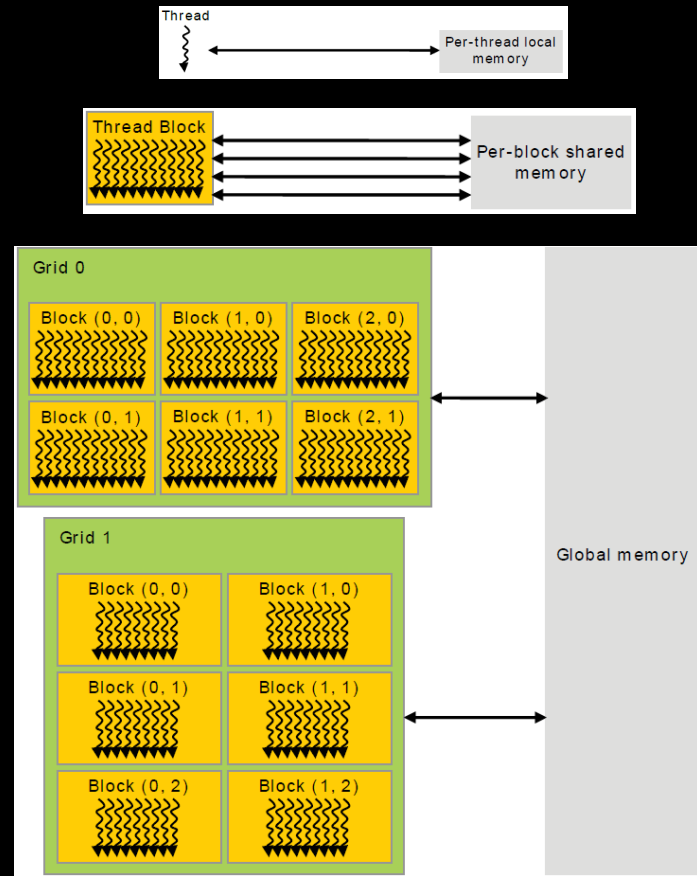 Thread
Per-thread local
memory
Thread Block
Per-block shared
memory
Grid 0
Block (0, 0)
Block (1, 0)
Block (2, 0)
Block (0, 1)
Block (1, 1)
Block (2, 1)
Grid 1
Block (0, 0)
Block (1, 0)
Block (0, 1)
Block (1, 1)
Block (0, 2)
Block (1, 2)
Global memory